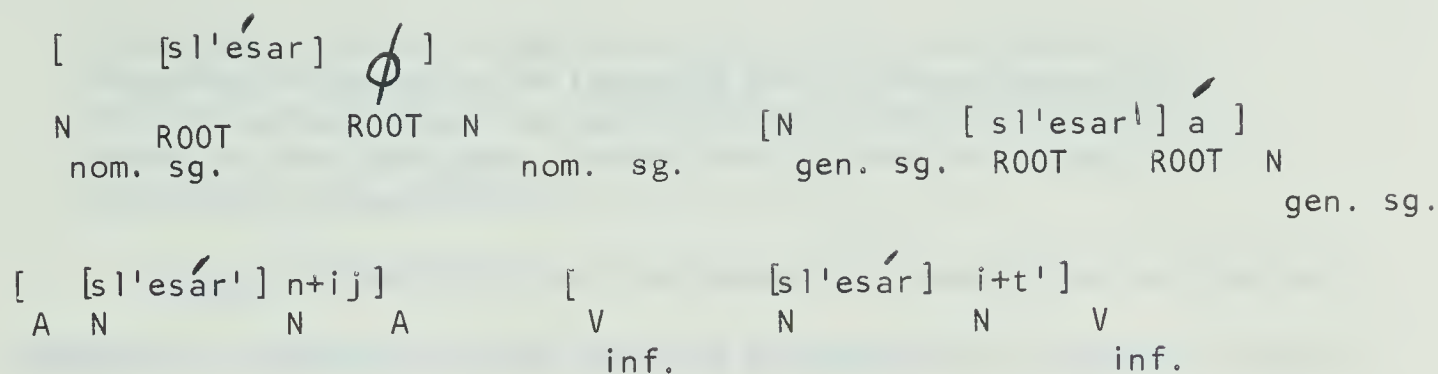 [ [sl'ésar] ∅ ]
N ROOT ROOT N [N [ sl'esar' ] á ]
nom. sg. nom. sg. gen. sg. ROOT ROOT N
gen. sg.
[ [sl'esár' ] n+ij] [ [sl'esár] i+t' ]
A N N A V N N V
inf. inf.